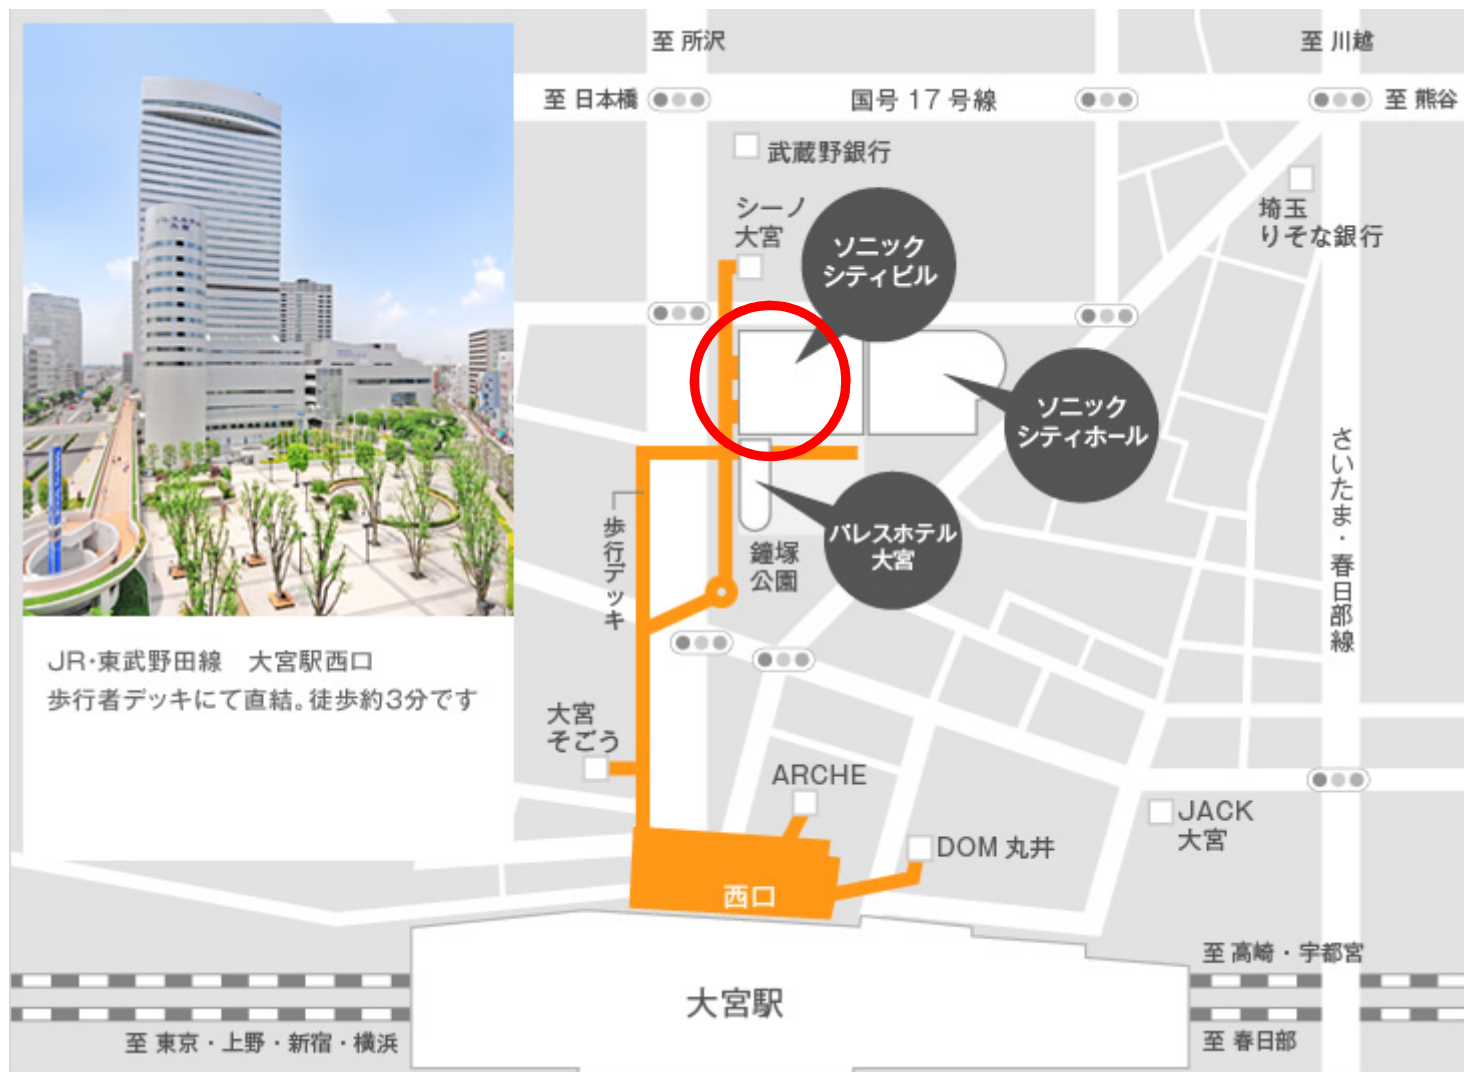 至 所沢
至 川越
至 日本橋
国号 17 号線
至 熊谷
武蔵野銀行
シーノ
大宮
ソニック
シティビル
埼玉
りそな銀行
ソニック
シティホール
さいたま・春日部線
パレスホテル
大宮
歩行デッキ
鐘塚
公園
JR・東武野田線　大宮駅西口
歩行者デッキにて直結。徒歩約3分です
大宮
そごう
ARCHE
JACK
大宮
DOM 丸井
西口
至 高崎・宇都宮
大宮駅
至 東京・上野・新宿・横浜
至 春日部